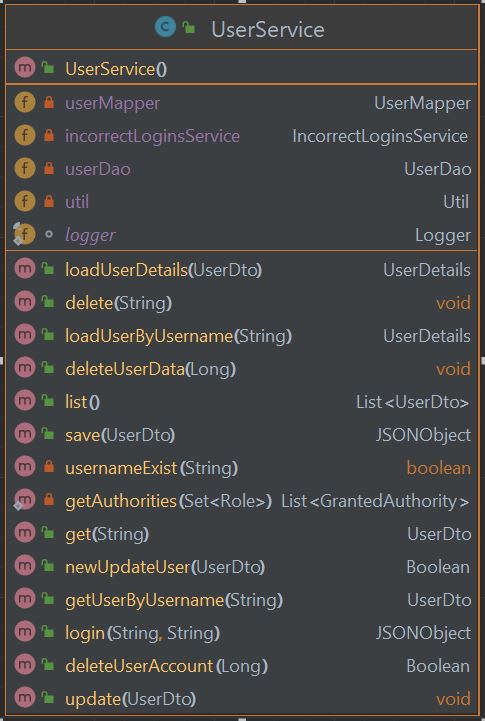 UserService
UserService()
userMapper UserMapper
incorrectLoginsService IncorrectLoginsService
userDao UserDao
util Util
logger Logger
loadUserDetails(UserDto) UserDetails
delete(String) void
loadUserByUsername(String) UserDetails
deleteUserData(Long) void
list() List<UserDto>
save(UserDto) JSONObject
usernameExist(String) boolean
getAuthorities(Set<Role>) List<GrantedAuthority>
get(String) UserDto
newUpdateUser(UserDto) Boolean
getUserByUsername(String) UserDto
login(String, String) JSONObject
deleteUserAccount(Long) Boolean
update(UserDto) void